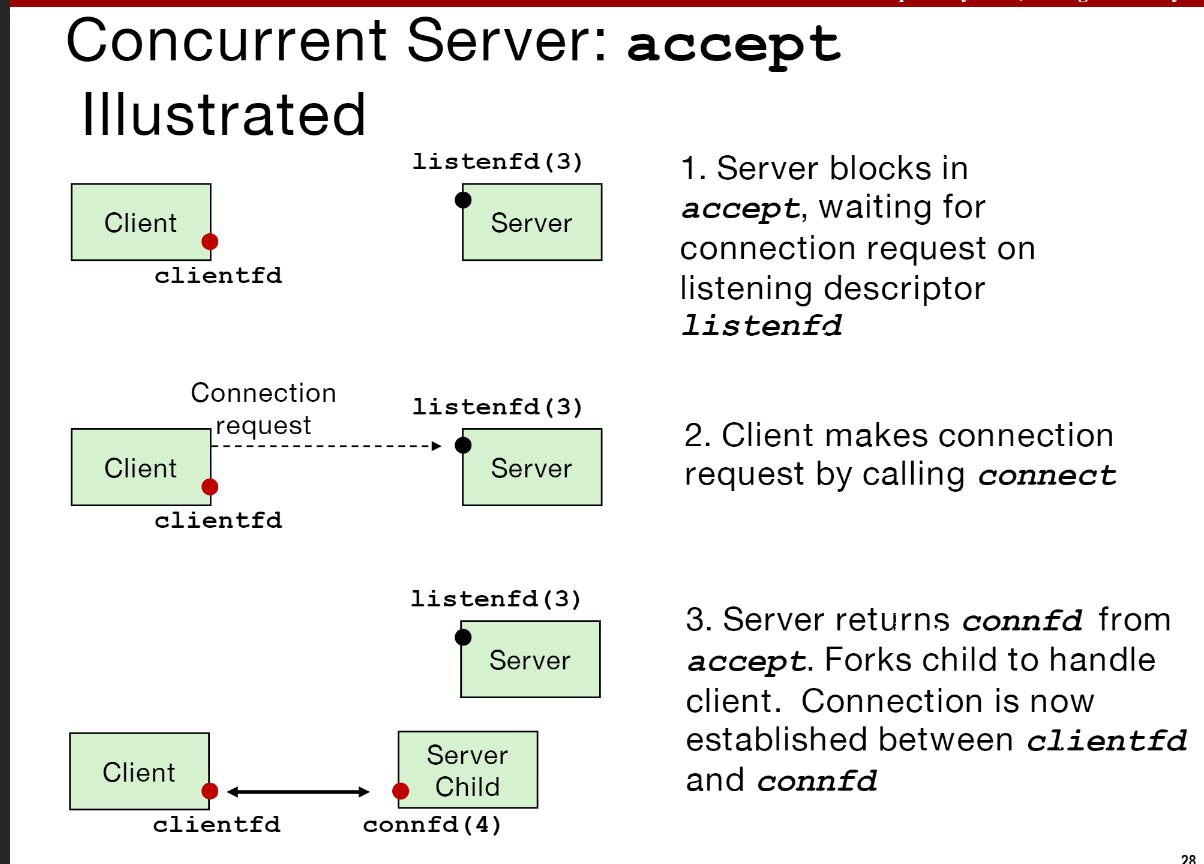 Concurrent Server: accept
Illustrated
listenfd(3)
Client
Server
clientfd
1. Server blocks in
accept, waiting for
connection request on
listening descriptor
listenfd
Connection
request
listenfd(3)
Client
Server
clientfd
2. Client makes connection
request by calling connect
listenfd(3)
Server
Client
Server
Child
clientfd
connfd(4)
3. Server returns connfd from
accept. Forks child to handle
client. Connection is now
established between clientfd
and connfd
28